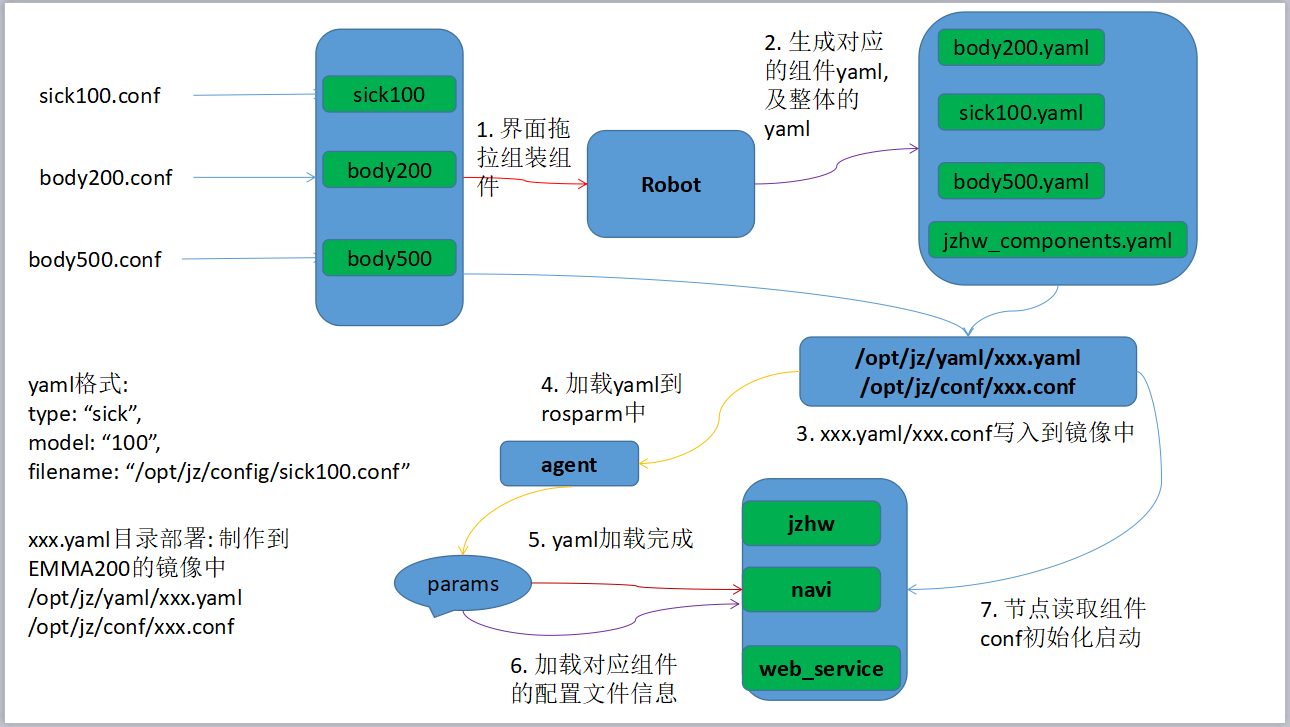 sick100.conf
body200.conf
body500.conf
sick100
body200
body500
1. 界面拖
拉组装组
件
Robot
2. 生成对应
的组件yaml,
及整体的
yaml
body200.yaml
sick100.yaml
body500.yaml
jzhw_components.yaml
/opt/jz/yaml/xxx.yaml
/opt/jz/conf/xxx.conf
3. xxx.yaml/xxx.conf写入到镜像中
4. 加载yaml到
rosparm中
agent
yaml格式:
type: “sick”,
model: “100”,
filename: “/opt/jz/config/sick100.conf”
xxx.yaml目录部署: 制作到
EMMA200的镜像中
/opt/jz/yaml/xxx.yaml
/opt/jz/conf/xxx.conf
params
5. yaml加载完成
6. 加载对应组件
的配置文件信息
jzhw
navi
web_service
7. 节点读取组件
conf初始化启动